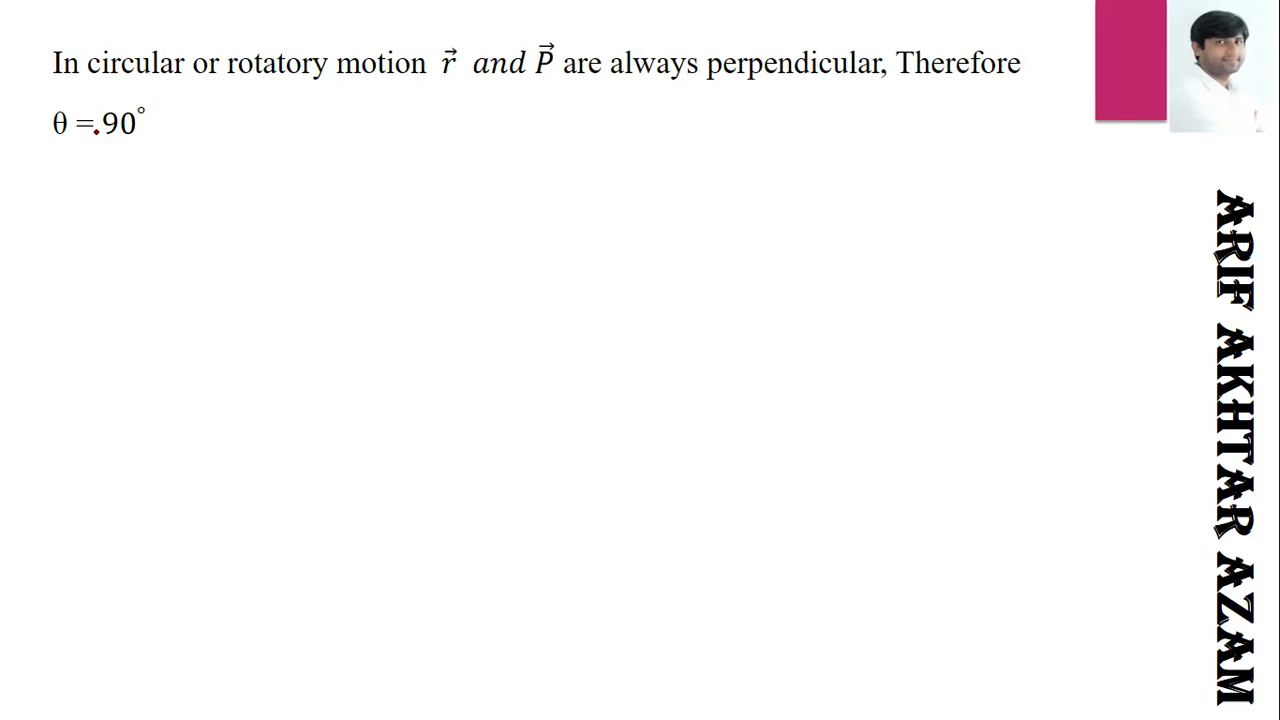 In circular or rotatory motion r⃗ and P⃗ are always perpendicular, Therefore
θ = 90°
ARIF AKHTAR AZAM